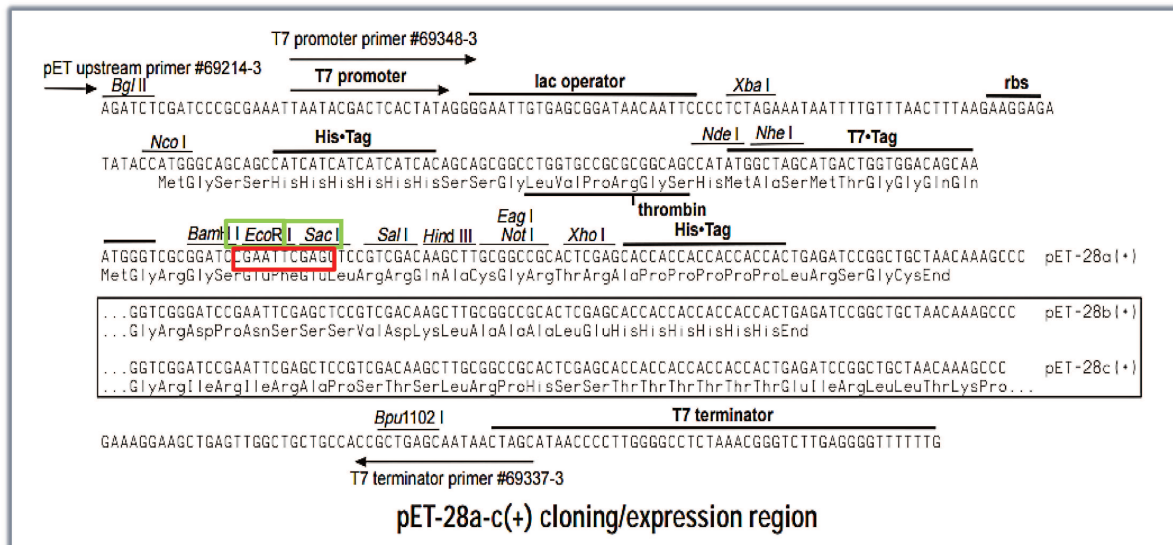 T7 promoter primer #69348-3
pET upstream primer #69214-3
Bgl II T7 promoter lac operator Xba I rbs
AGATCTCGATCCCGCGAAATTAATACGACTCACTATAGGGGAATTGTGAGCGGATAACAATTCCCCTCTAGAAATAATTTTGTTTAACTTTAAGAAGGAGA
Nco I His•Tag Nde I Nhe I T7•Tag
TATACCATGGGCAGCAGCCATCATCATCATCATCACAGCAGCGGCCTGGTGCCGCGCGGCAGCCATATGGCTAGCATGACTGGTGGACAGCAA
MetGlySerSerHisHisHisHisHisHisSerSerGlyLeuValProArgGlySerHisMetAlaSerMetThrGlyGlyGlnGln
thrombin
BamH I EcoR I Sac I Sal I Hind III Eag I Not I Xho I His•Tag
ATGGGTCGCGGATCCGAATTCGAGCTCCGTCGACAAGCTTGCGGCCGCACTCGAGCACCACCACCACCACCACTGAGATCCGGCTGCTAACAAAGCCC pET-28a(+)
MetGlyArgGlySerGluPheGluLeuArgArgGlnAlaCysGlyArgThrArgAlaProProProProProLeuArgSerGlyCysEnd
...GGTCGGGATCCGAATTCGAGCTCCGTCGACAAGCTTGCGGCCGCACTCGAGCACCACCACCACCACCACTGAGATCCGGCTGCTAACAAAGCCC pET-28b(+)
...GlyArgAspProAsnSerSerSerValAspLysLeuAlaAlaAlaLeuGluHisHisHisHisHisHisEnd
...GGTCGGATCCGAATTCGAGCTCCGTCGACAAGCTTGCGGCCGCACTCGAGCACCACCACCACCACCACTGAGATCCGGCTGCTAACAAAGCCC pET-28c(+)
...GlyArgIleArgIleArgAlaProSerThrSerLeuArgProHisSerSerThrThrThrThrThrThrGluIleArgLeuLeuThrLysPro...
Bpu1102 I T7 terminator
GAAAGGAAGCTGAGTTGGCTGCTGCCACCGCTGAGCAATAACTAGCATAACCCCTTGGGGCCTCTAAACGGGTCTTGAGGGGTTTTTTG
T7 terminator primer #69337-3
pET-28a-c(+) cloning/expression region